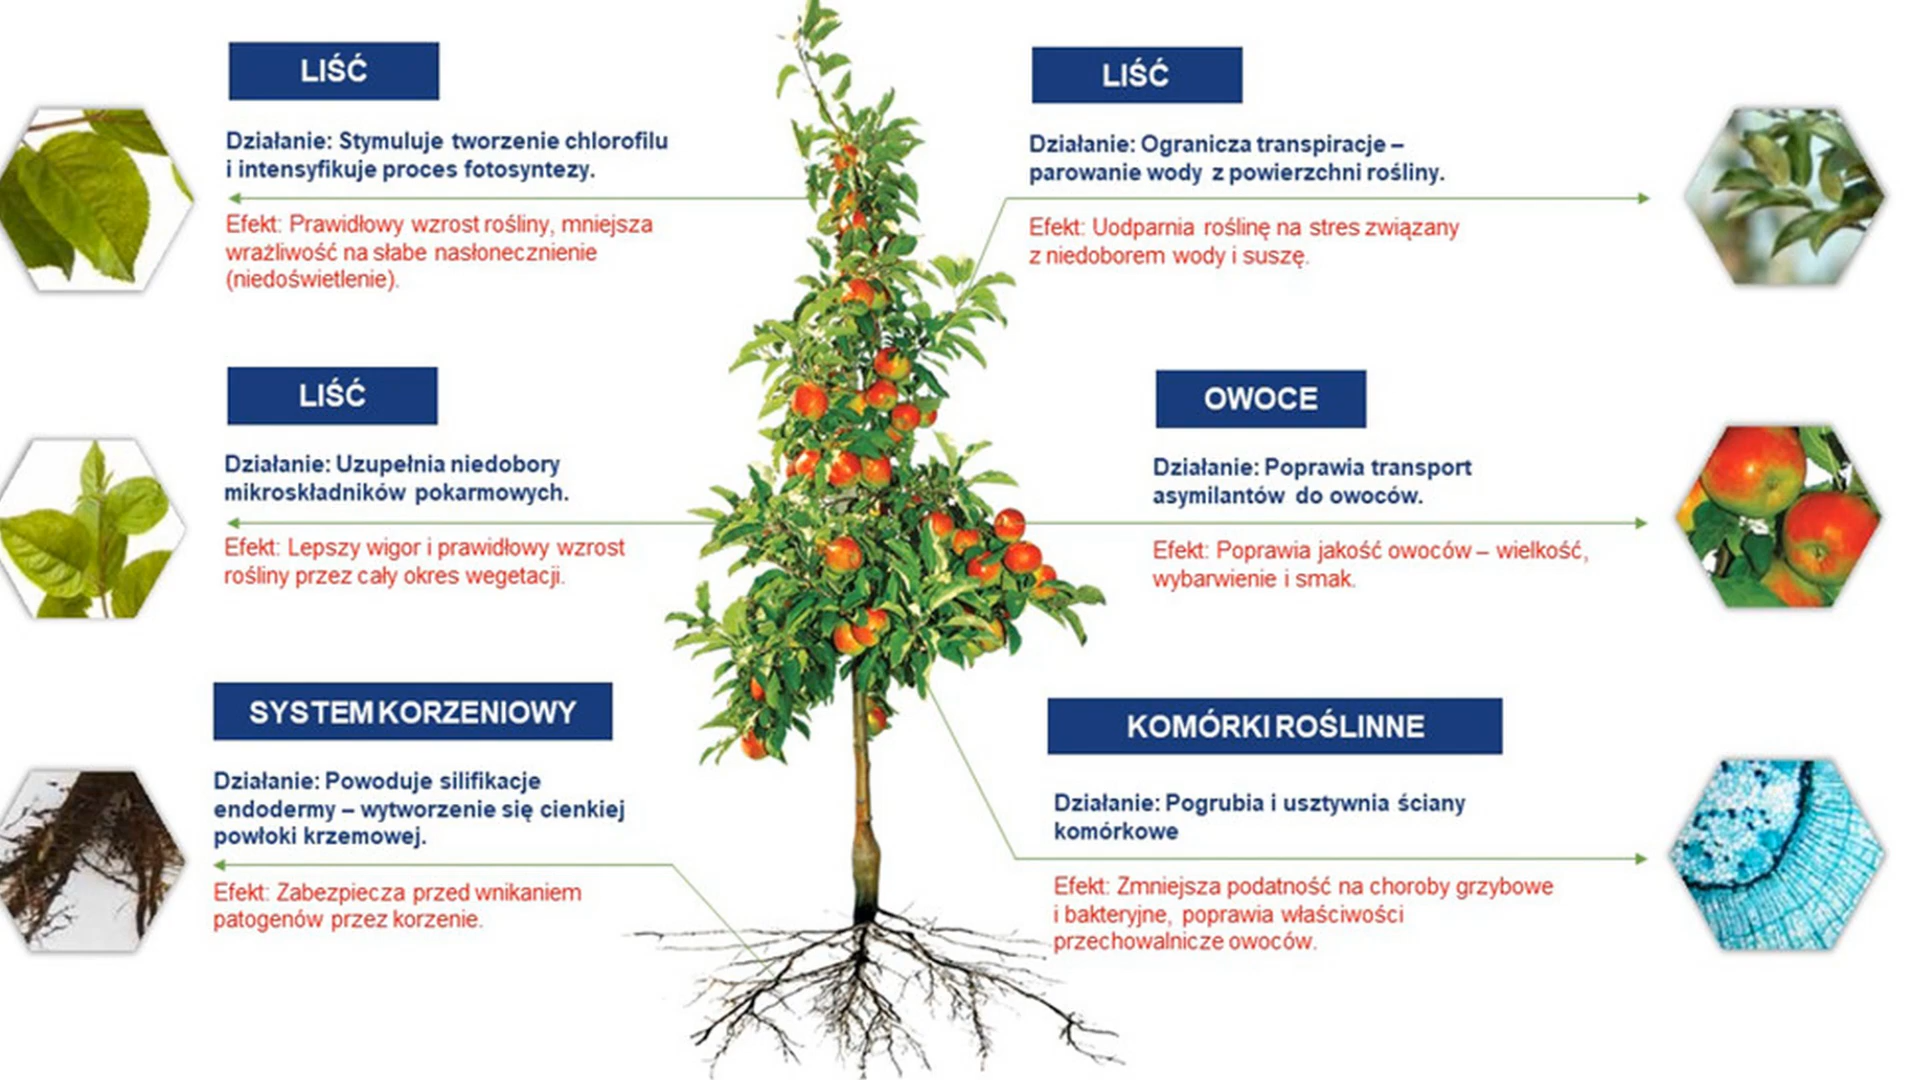 LIŚĆ
Działanie: Stymuluje tworzenie chlorofilu
i intensyfikuje proces fotosyntezy.
Efekt: Prawidłowy wzrost rośliny, mniejsza
wrażliwość na słabe nasłonecznienie
(niedoświetlenie).
LIŚĆ
Działanie: Uzupełnia niedobory
mikroskładników pokarmowych.
Efekt: Lepszy wigor i prawidłowy wzrost
rośliny przez cały okres wegetacji.
SYSTEM KORZENIOWY
Działanie: Powoduje silifikacje
endodermy – wytworzenie się cienkiej
powłoki krzemowej.
Efekt: Zabezpiecza przed wnikaniem
patogenów przez korzenie.
LIŚĆ
Działanie: Ogranicza transpiracje –
parowanie wody z powierzchni rośliny.
Efekt: Uodparnia roślinę na stres związany
z niedoborem wody i suszę.
OWOCE
Działanie: Poprawia transport
asymilantów do owoców.
Efekt: Poprawia jakość owoców – wielkość,
wybarwienie i smak.
KOMÓRKI ROŚLINNE
Działanie: Pogrubia i usztywnia ściany
komórkowe
Efekt: Zmniejsza podatność na choroby grzybowe
i bakteryjne, poprawia właściwości
przechowalnicze owoców.